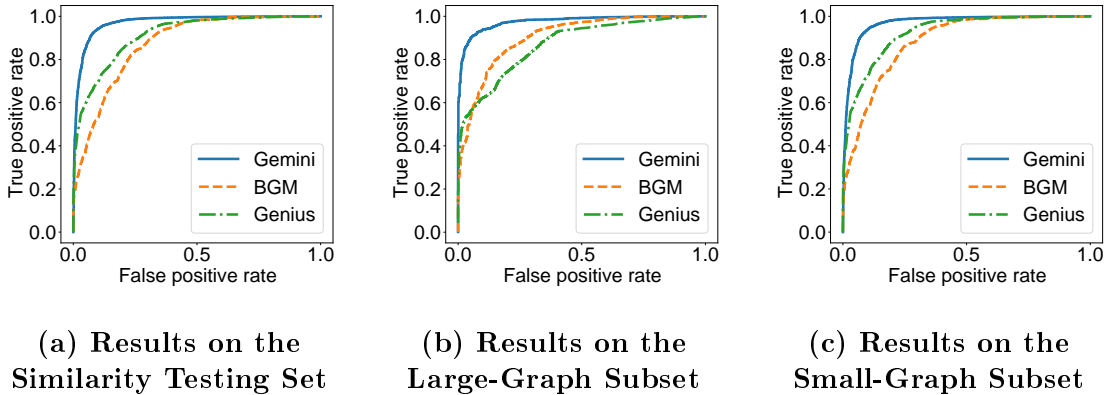 1.0
0.8
0.6
0.4
0.2
0.0
True positive rate
Gemini
BGM
Genius
0.0 0.5 1.0
False positive rate
(a) Results on the
Similarity Testing Set
1.0
0.8
0.6
0.4
0.2
0.0
True positive rate
Gemini
BGM
Genius
0.0 0.5 1.0
False positive rate
(b) Results on the
Large-Graph Subset
1.0
0.8
0.6
0.4
0.2
0.0
True positive rate
Gemini
BGM
Genius
0.0 0.5 1.0
False positive rate
(c) Results on the
Small-Graph Subset